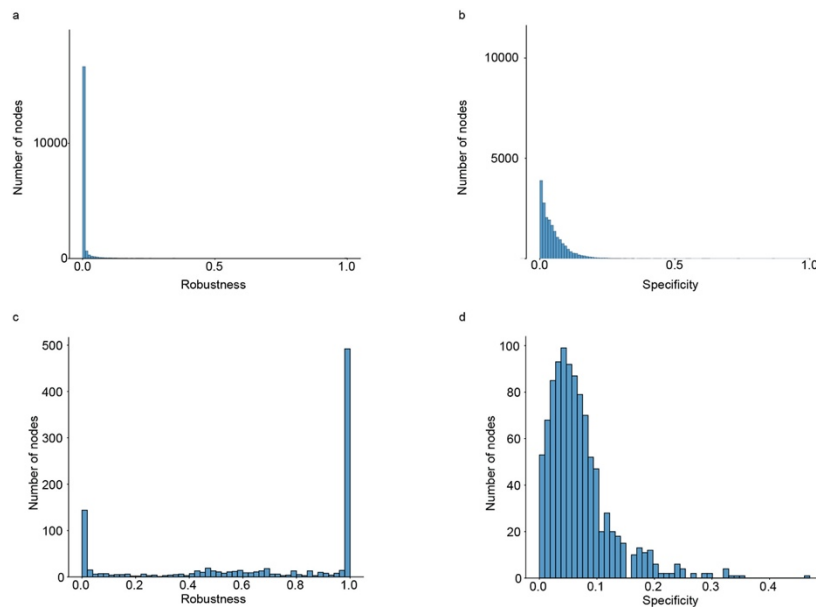 a
Number of nodes
10000
0
0.0 0.5 1.0
Robustness
b
Number of nodes
10000
5000
0.0 0.5 1.0
Specificity
c
Number of nodes
500
400
300
200
100
0
0.0 0.2 0.4 0.6 0.8 1.0
Robustness
d
Number of nodes
100
80
60
40
20
0
0.0 0.1 0.2 0.3 0.4
Specificity